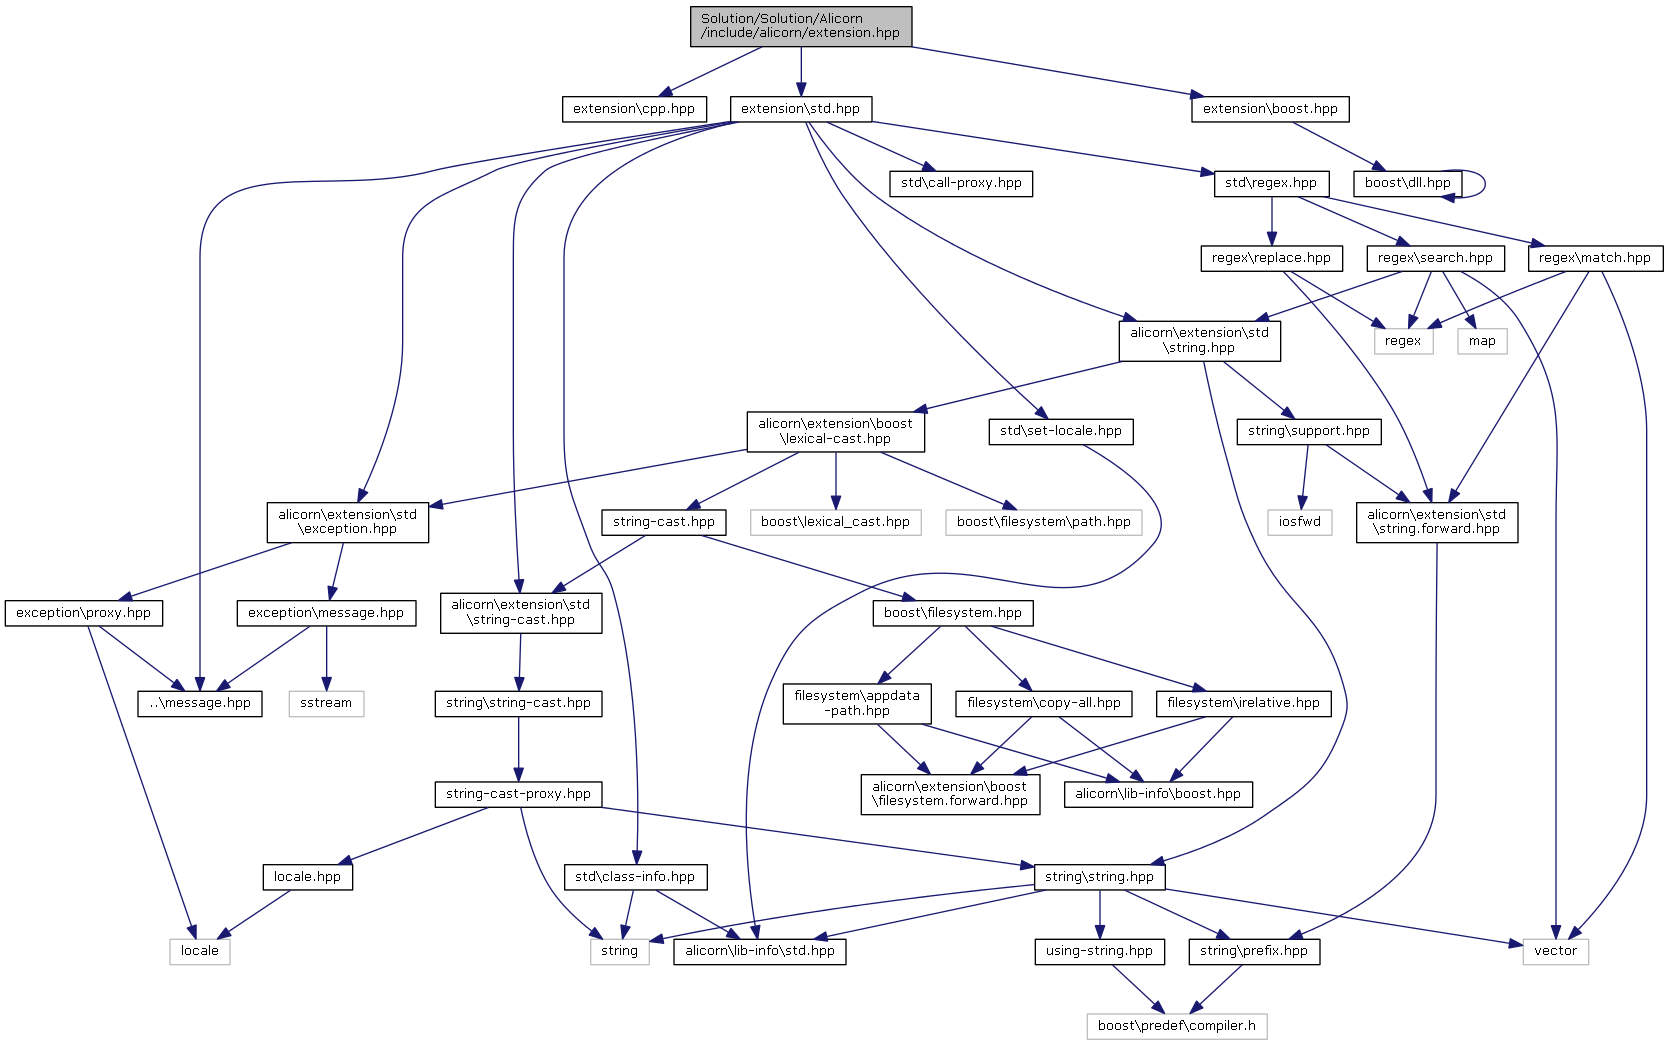 Solution/Solution/Alicorn
/include/alicorn/extension.hpp
extension\cpp.hpp
extension\std.hpp
extension\boost.hpp
std\call-proxy.hpp
std\regex.hpp
boost\dll.hpp
regex\replace.hpp
regex\search.hpp
regex\match.hpp
alicorn\extension\std
\string.hpp
regex
map
alicorn\extension\boost
\lexical-cast.hpp
std\set-locale.hpp
string\support.hpp
alicorn\extension\std
\exception.hpp
string-cast.hpp
boost\lexical_cast.hpp
boost\filesystem\path.hpp
iosfwd
alicorn\extension\std
\string.forward.hpp
exception\proxy.hpp
exception\message.hpp
alicorn\extension\std
\string-cast.hpp
boost\filesystem.hpp
..\message.hpp
sstream
string\string-cast.hpp
filesystem\appdata
-path.hpp
filesystem\copy-all.hpp
filesystem\irelative.hpp
string-cast-proxy.hpp
alicorn\extension\boost
\filesystem.forward.hpp
alicorn\lib-info\boost.hpp
locale.hpp
std\class-info.hpp
string\string.hpp
locale
string
alicorn\lib-info\std.hpp
using-string.hpp
string\prefix.hpp
vector
boost\predef\compiler.h